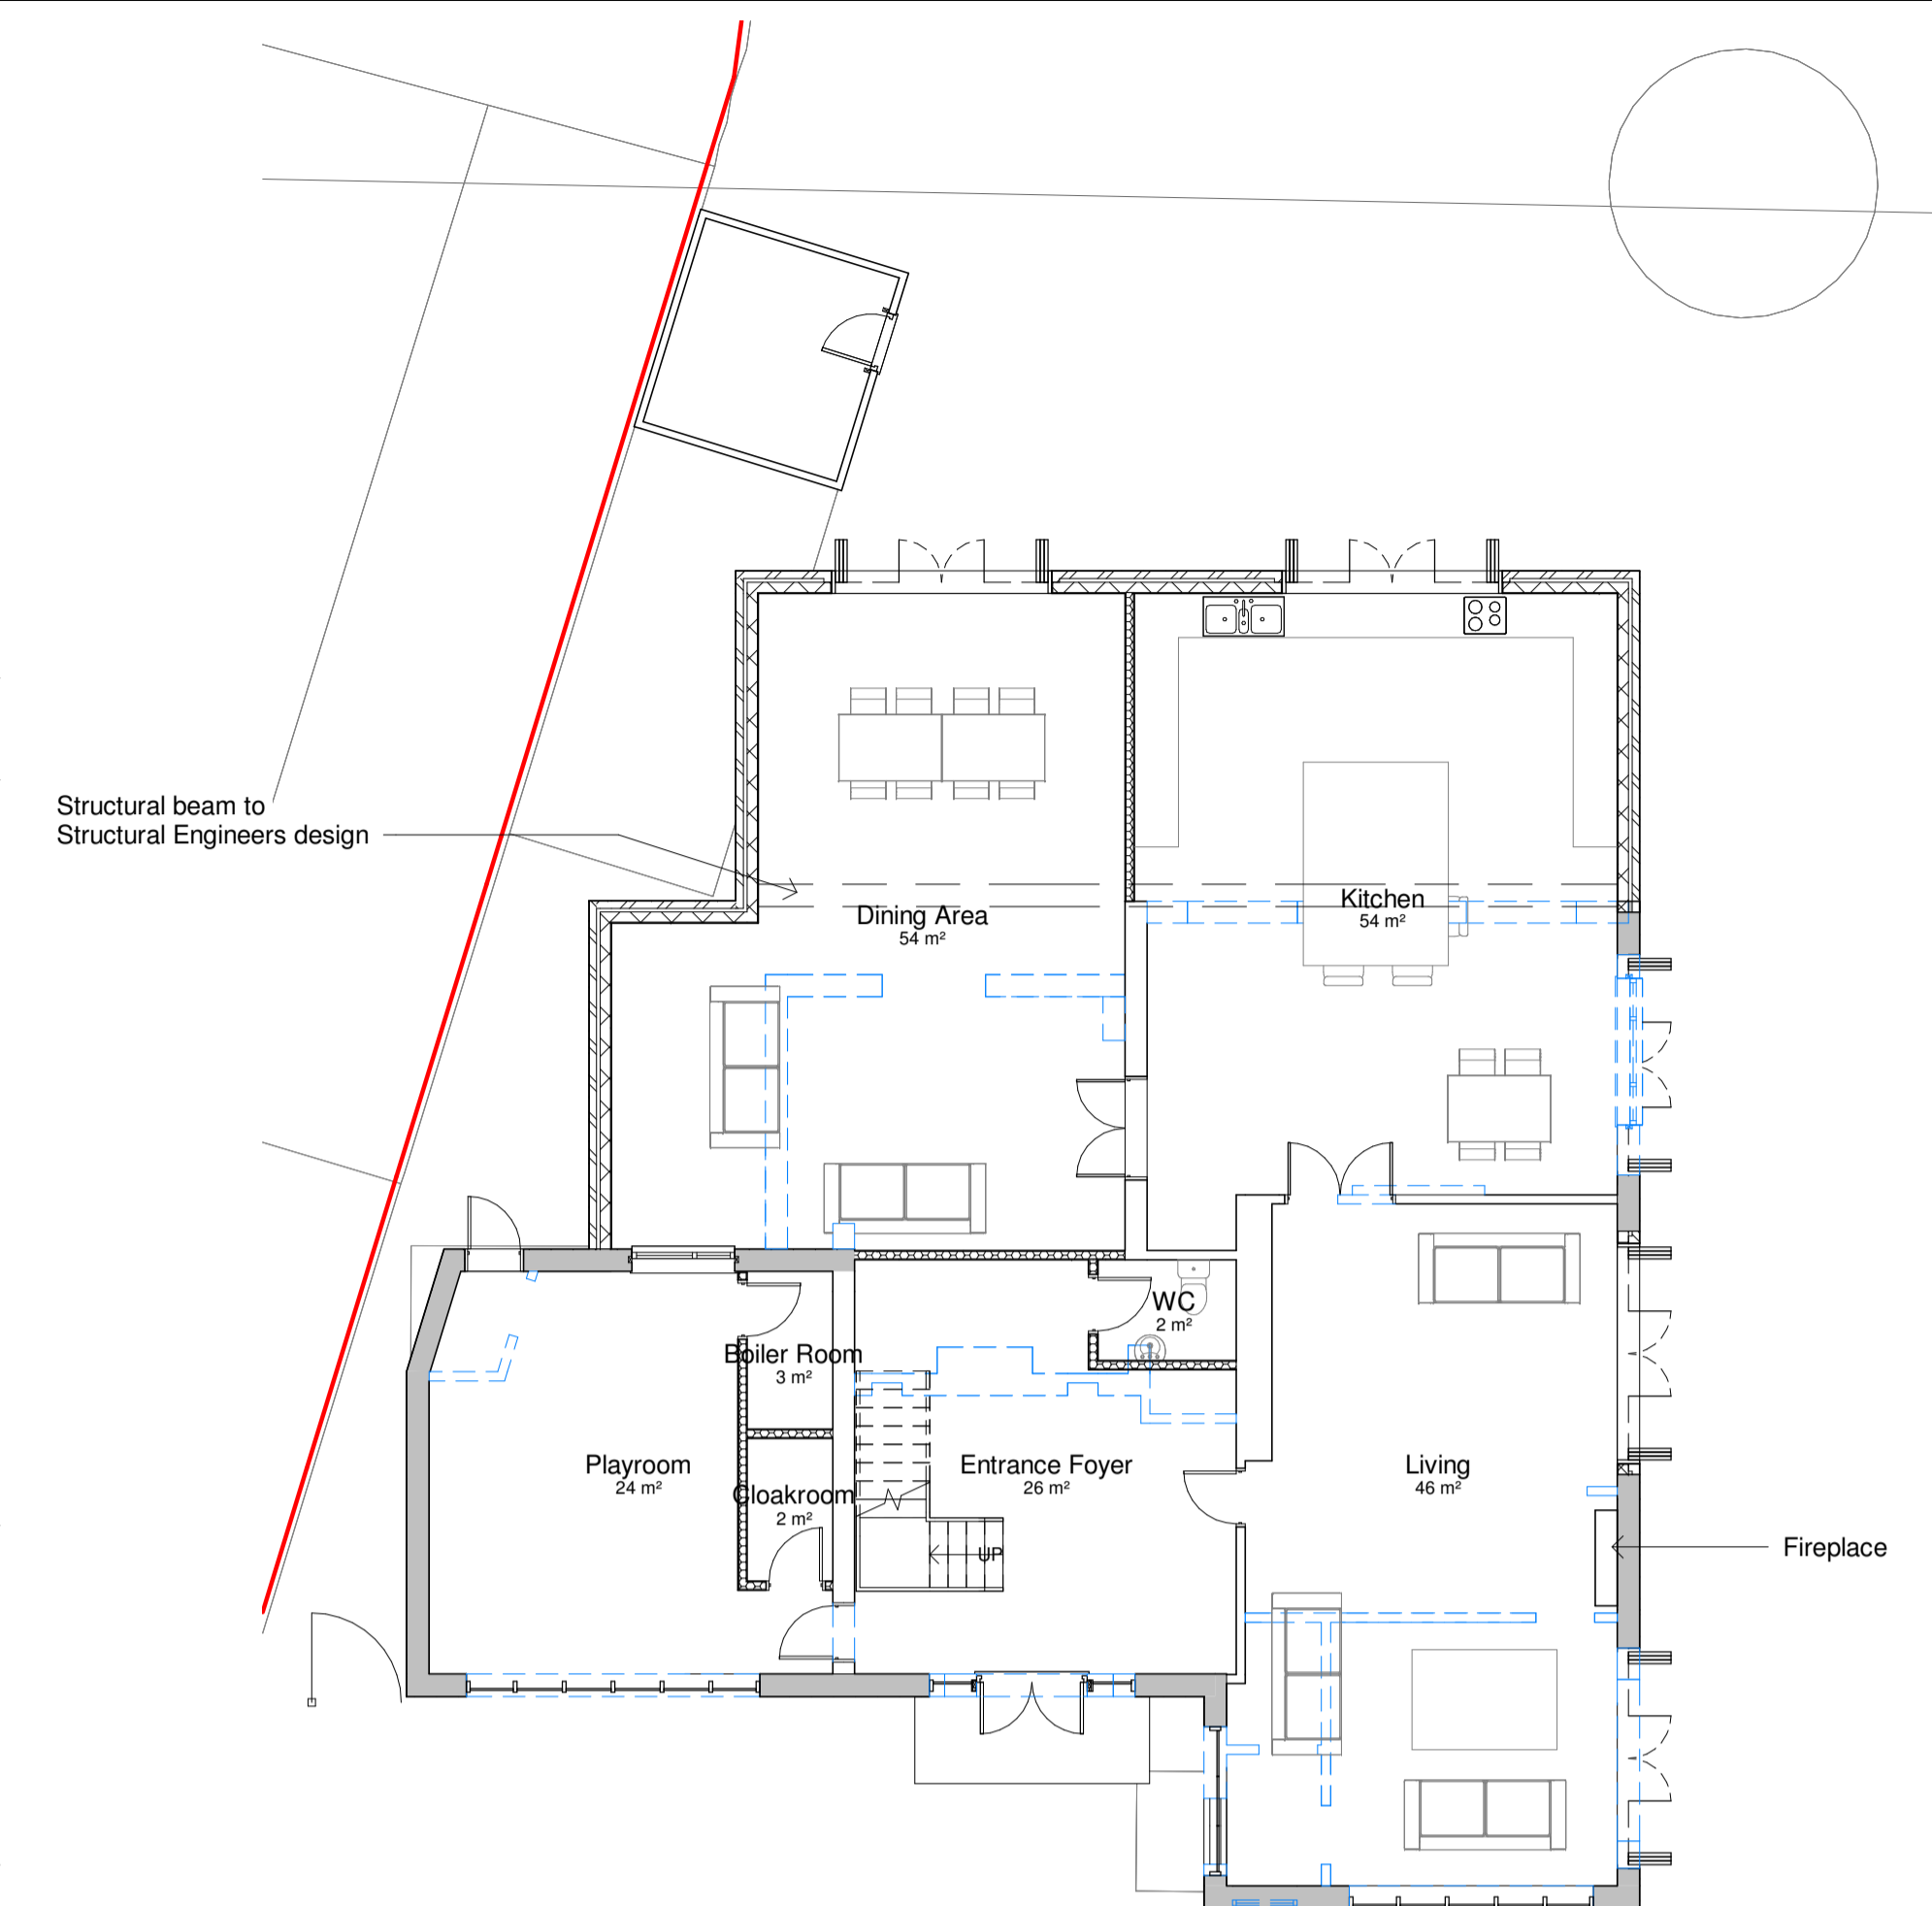 Structural beam to
Structural Engineers design
Dining Area
54 m²
Kitchen
54 m²
WC
2 m²
Boiler Room
3 m²
Playroom
24 m²
Cloakroom
2 m²
Entrance Foyer
26 m²
UP
Living
46 m²
Fireplace